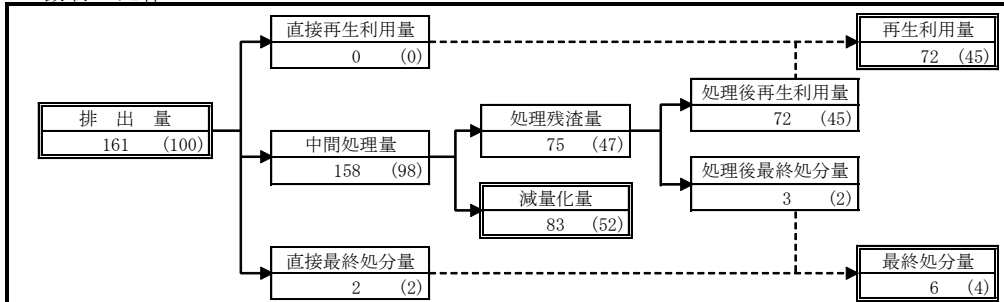 直接再生利用量
0 (0)
再生利用量
72 (45)
処理後再生利用量
72 (45)
排 出 量
161 (100)
処理残渣量
75 (47)
中間処理量
158 (98)
処理後最終処分量
3 (2)
減量化量
83 (52)
直接最終処分量
2 (2)
最終処分量
6 (4)